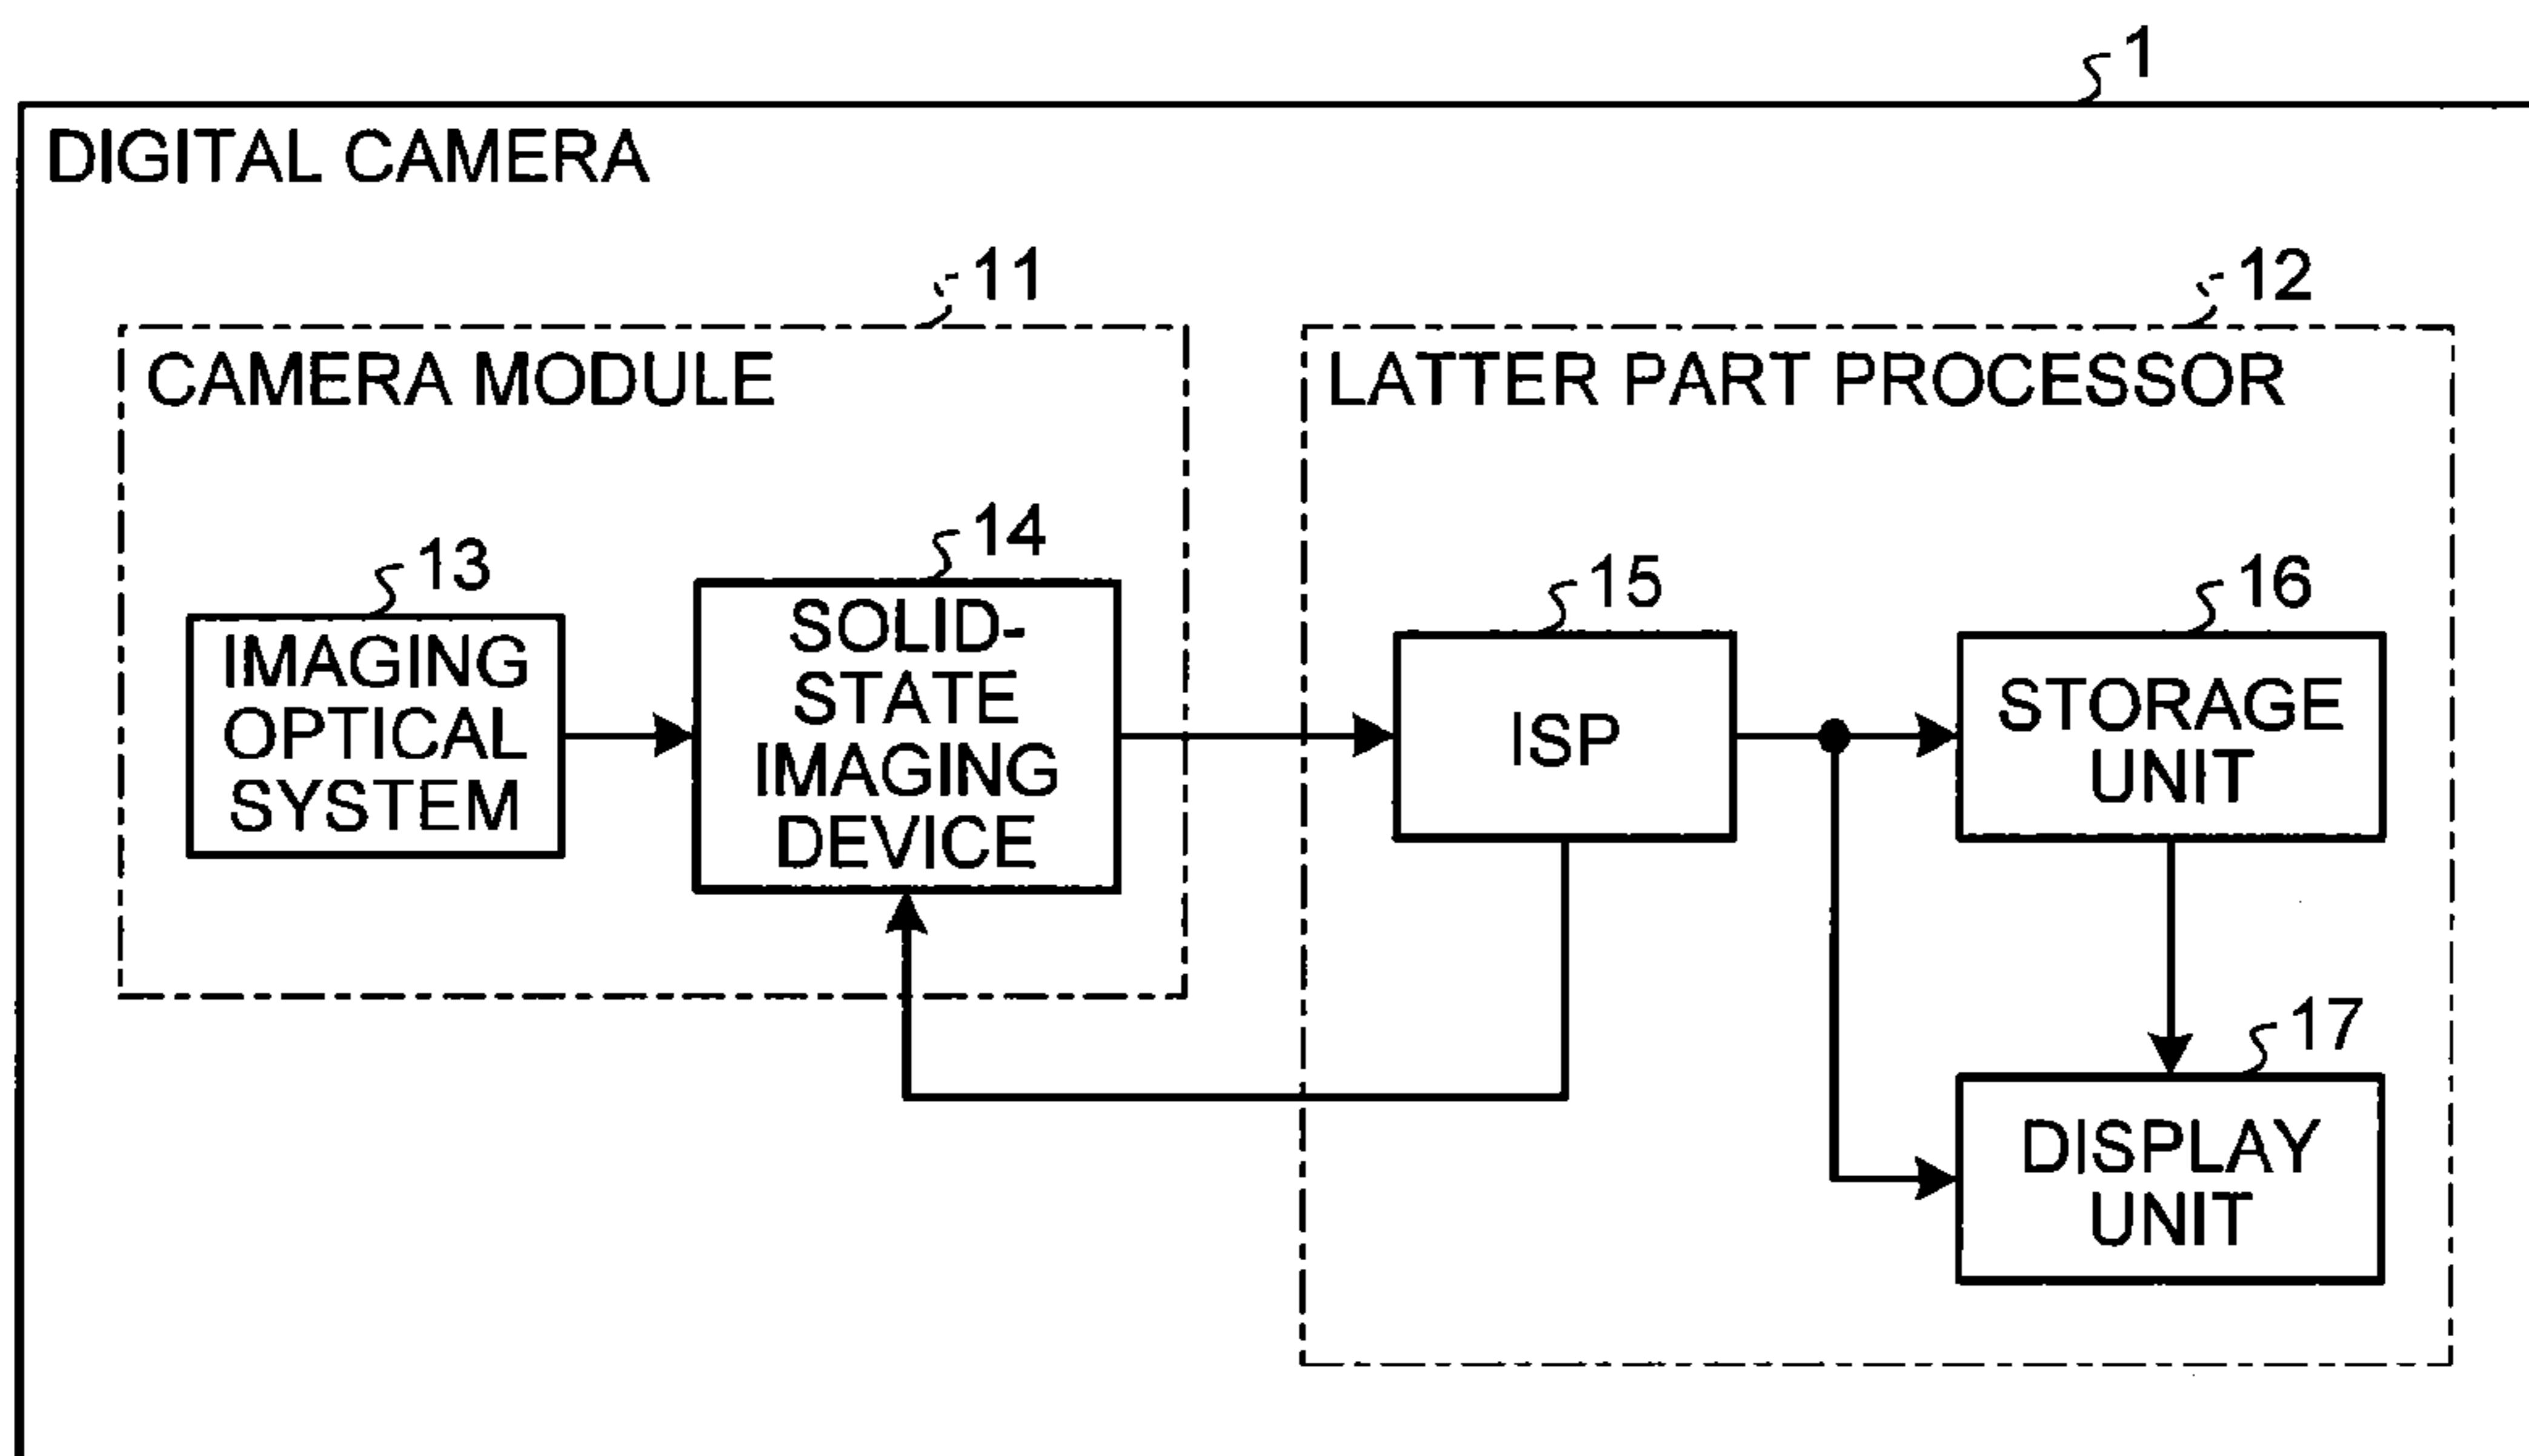 1
DIGITAL CAMERA
11
12
CAMERA MODULE
LATTER PART PROCESSOR
13
IMAGING
OPTICAL
SYSTEM
14
SOLID-
STATE
IMAGING
DEVICE
15
ISP
16
STORAGE
UNIT
17
DISPLAY
UNIT